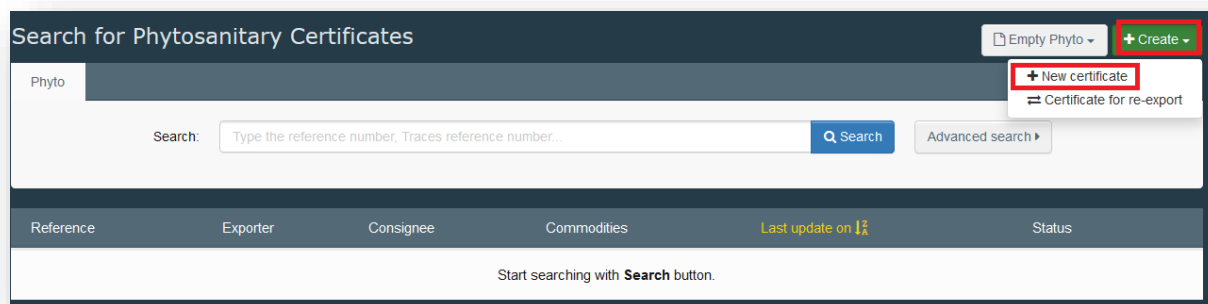 Search for Phytosanitary Certificates
Empty Phyto
+ Create
Phyto
+ New certificate
Certificate for re-export
Search: Type the reference number, Traces reference number... Search Advanced search
Reference Exporter Consignee Commodities Last update on Status
Start searching with Search button.